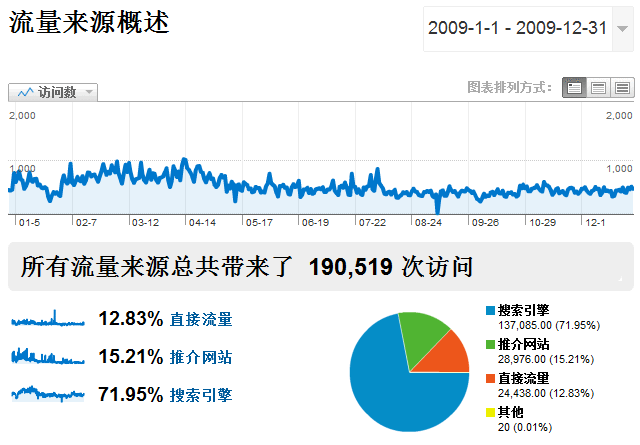 流量来源概述
2009-1-1 - 2009-12-31
访问数
图表排列方式：
2,000
2,000
1,000
1,000
01-5
02-7
03-12
04-14
05-17
06-19
07-22
08-24
09-26
10-29
12-1
所有流量来源总共带来了 190,519 次访问
12.83% 直接流量
15.21% 推介网站
71.95% 搜索引擎
搜索引擎
137,085.00 (71.95%)
推介网站
28,976.00 (15.21%)
直接流量
24,438.00 (12.83%)
其他
20 (0.01%)